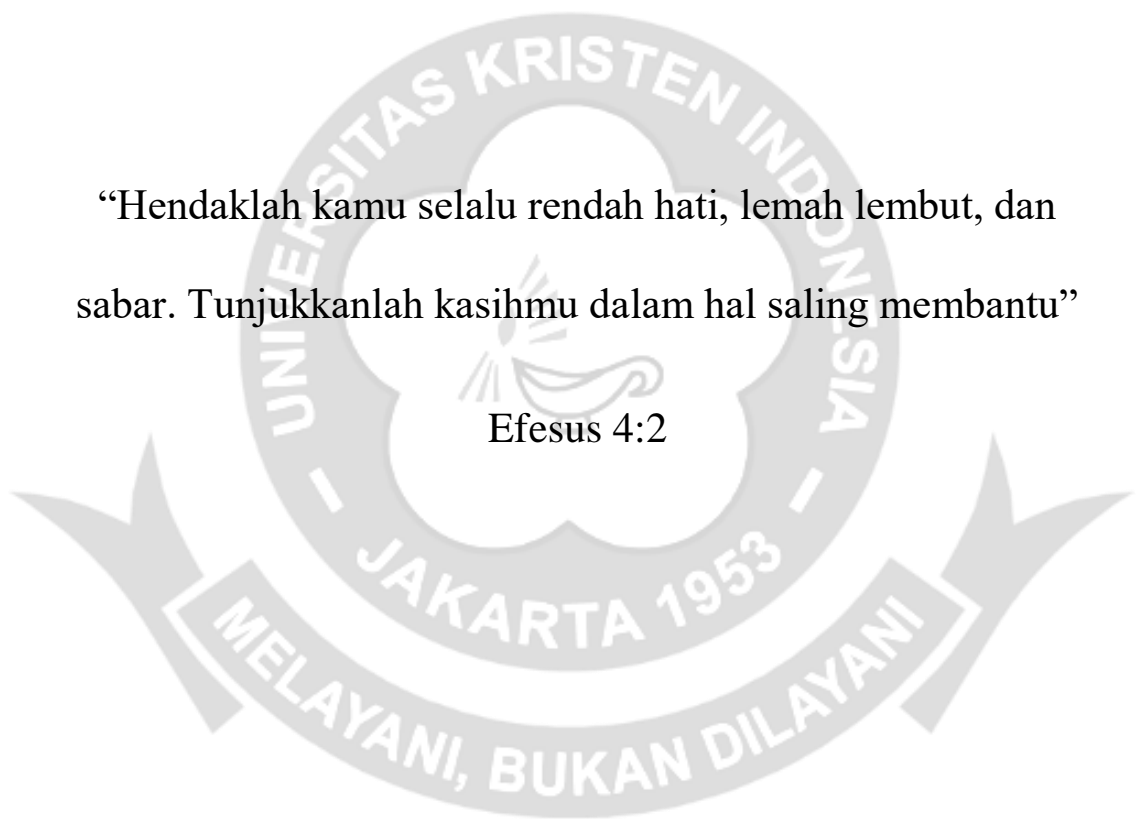 UNIVERSITAS KRISTEN INDONESIA
“Hendaklah kamu selalu rendah hati, lemah lembut, dan
sabar. Tunjukkanlah kasihmu dalam hal saling membantu”
Efesus 4:2
JAKARTA 1953
MELAYANI, BUKAN DILAYANI